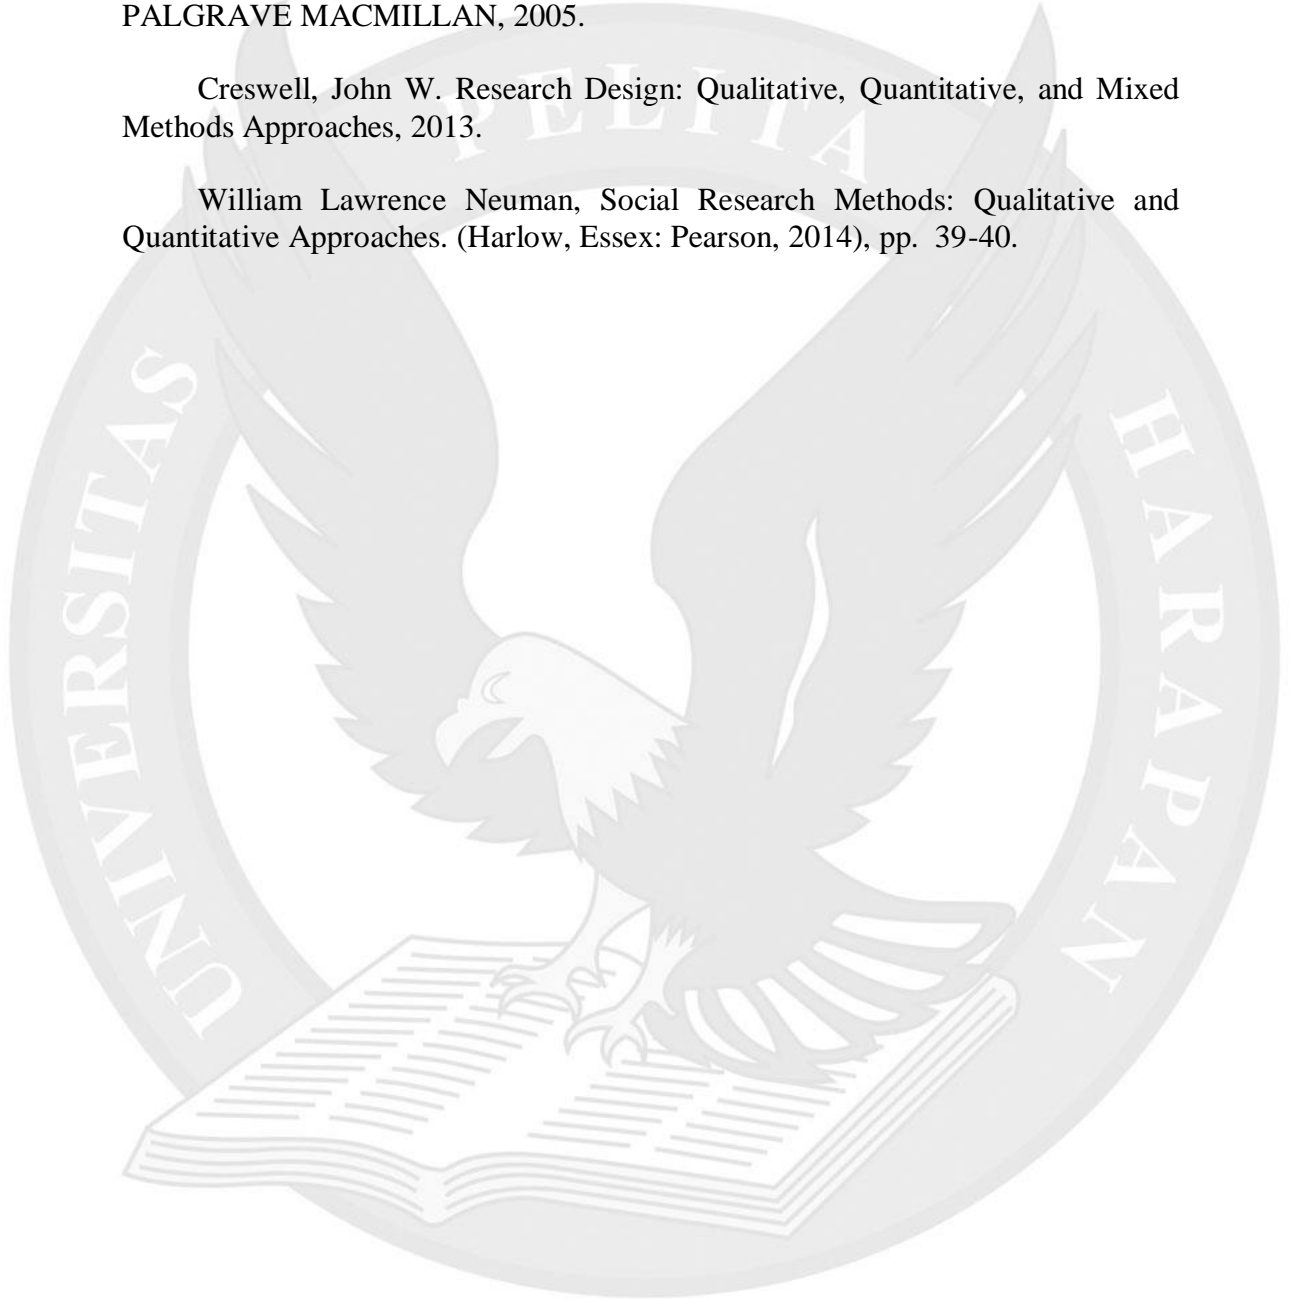 PALGRAVE MACMILLAN, 2005.
Creswell, John W. Research Design: Qualitative, Quantitative, and Mixed
Methods Approaches, 2013.
William Lawrence Neuman, Social Research Methods: Qualitative and
Quantitative Approaches. (Harlow, Essex: Pearson, 2014), pp. 39-40.
UNIVERSITAS PELITA HARAPAN